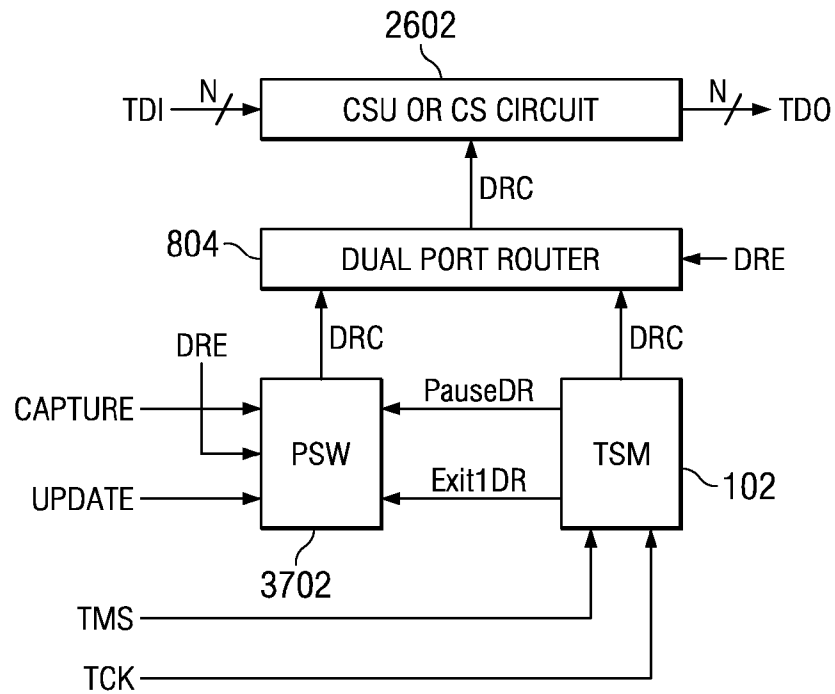 2602
TDI
N
CSU OR CS CIRCUIT
N
TDO
DRC
804
DUAL PORT ROUTER
DRE
DRE
DRC
DRC
CAPTURE
PauseDR
PSW
TSM
UPDATE
Exit1DR
102
3702
TMS
TCK